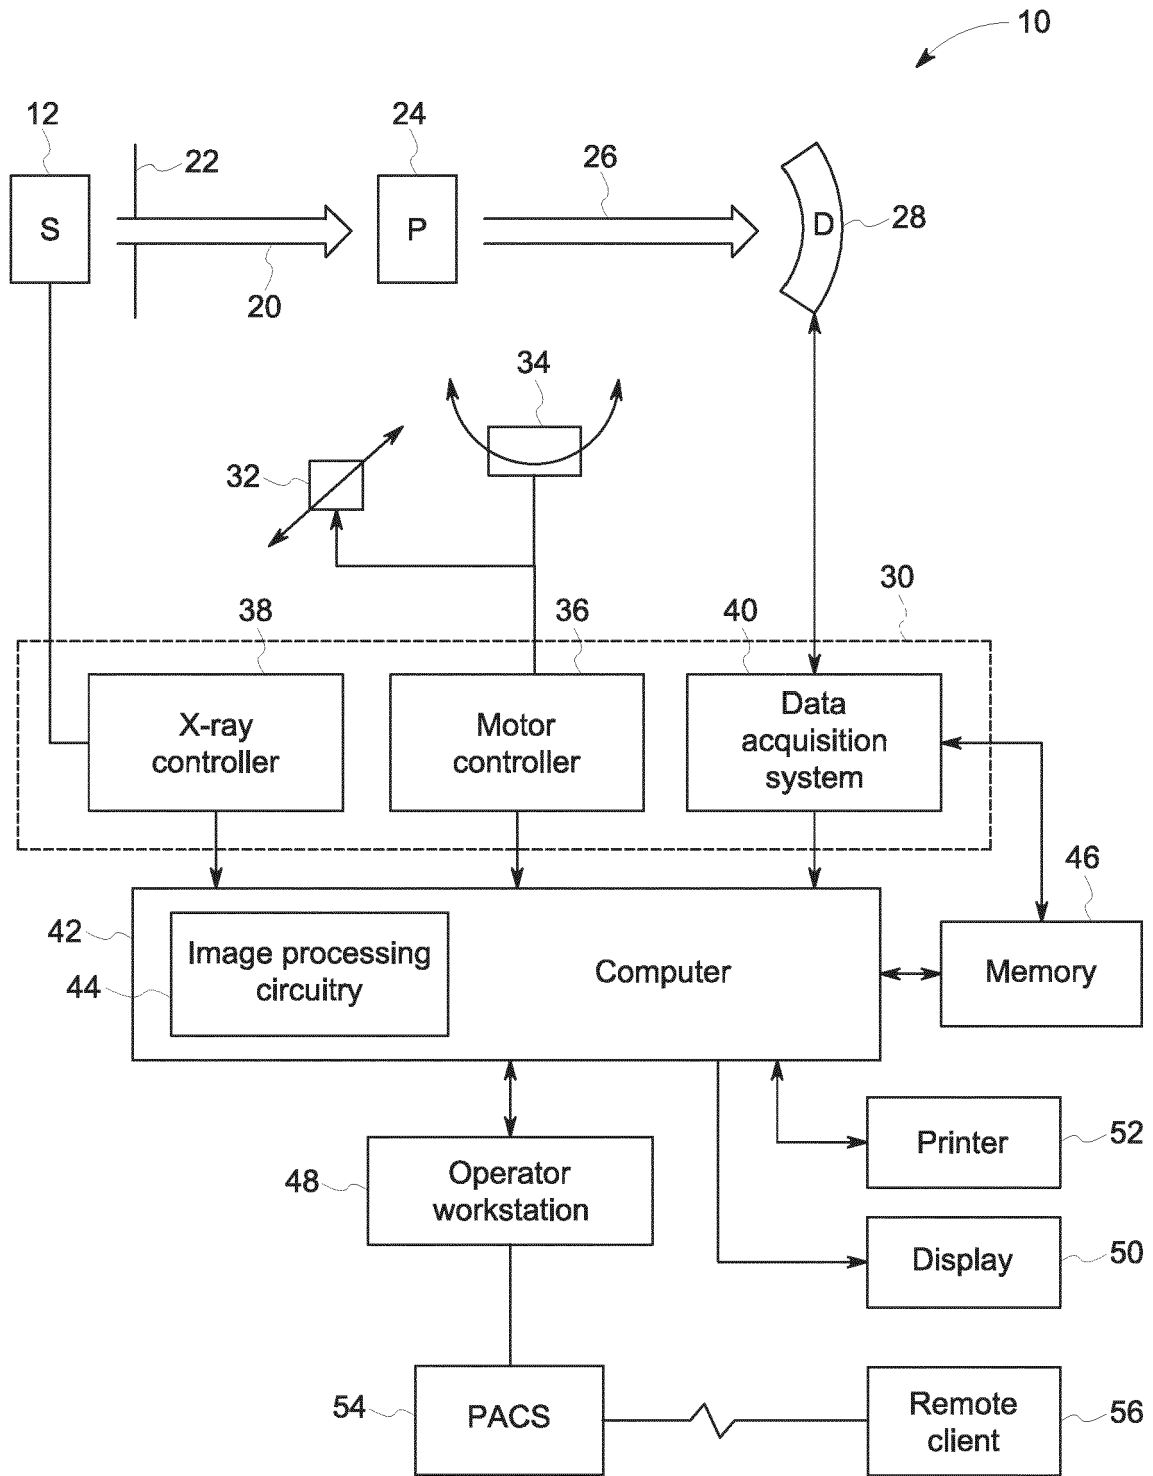 10
12
24
22
26
S
P
D
28
20
34
32
30
38
36
40
X-ray
controller
Motor
controller
Data
acquisition
system
46
42
44
Image processing
circuitry
Computer
Memory
Printer
52
48
Operator
workstation
Display
50
54
PACS
Remote
client
56